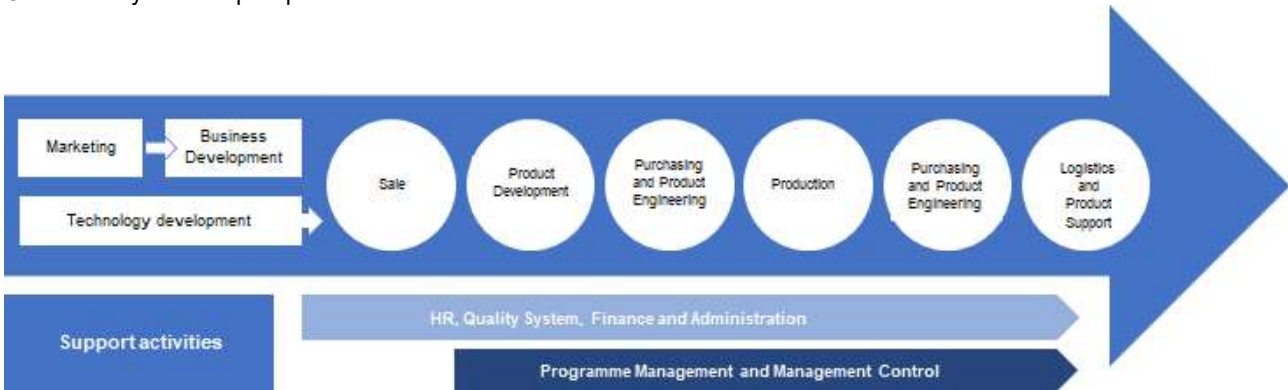 Marketing
Business
Development
Technology development
Sale
Product
Development
Purchasing
and Product
Engineering
Production
Purchasing
and Product
Engineering
Logistics
and
Product
Support
Support activities
HR, Quality System, Finance and Administration
Programme Management and Management Control